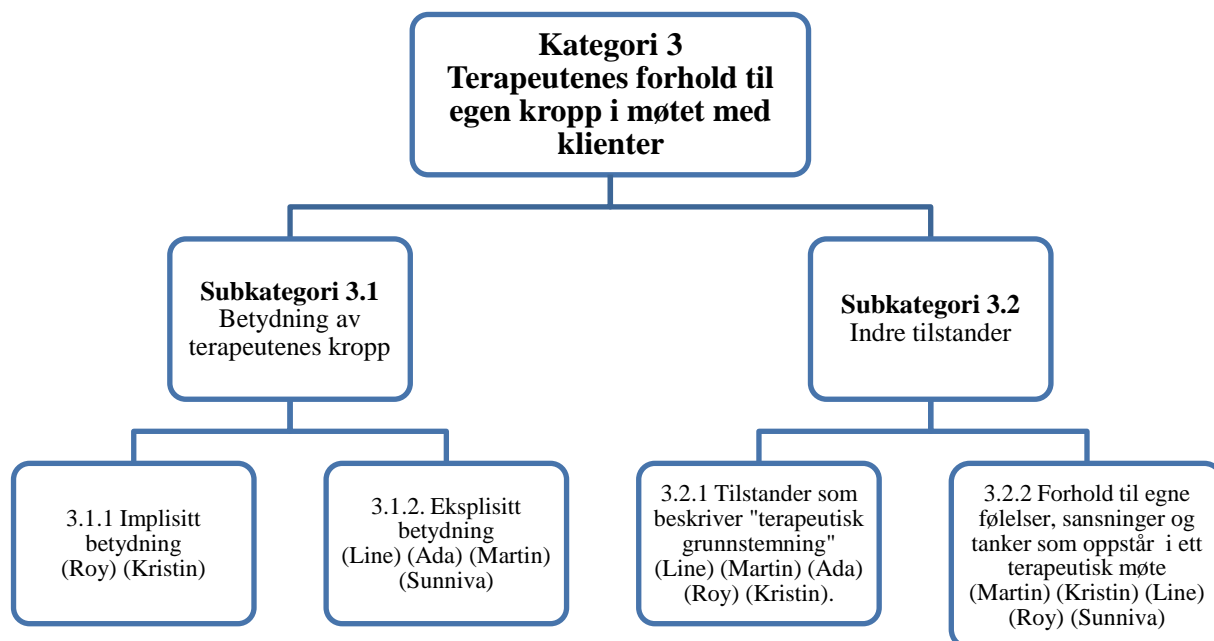 Kategori 3
Terapeutenes forhold til
egen kropp i møtet med
klienter
Subkategori 3.1
Betydning av
terapeutenes kropp
Subkategori 3.2
Indre tilstander
3.1.1 Implisitt
betydning
(Roy) (Kristin)
3.1.2. Eksplisitt
betydning
(Line) (Ada) (Martin)
(Sunniva)
3.2.1 Tilstander som
beskriver "terapeutisk
grunnstemning"
(Line) (Martin) (Ada)
(Roy) (Kristin).
3.2.2 Forhold til egne
følelser, sansninger og
tanker som oppstår i ett
terapeutisk møte
(Martin) (Kristin) (Line)
(Roy) (Sunniva)